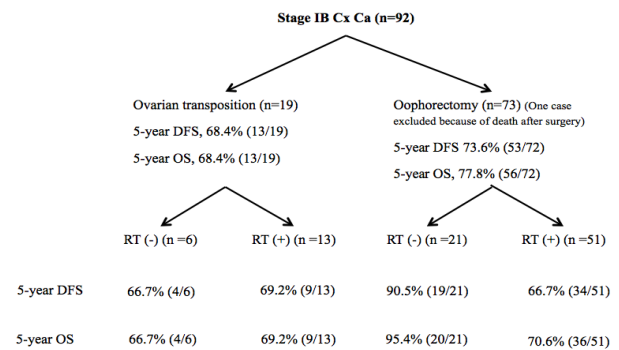 Stage IB Cx Ca (n=92)
Ovarian transposition (n=19)
5-year DFS, 68.4% (13/19)
5-year OS, 68.4% (13/19)
Oophorectomy (n=73) (One case
excluded because of death after surgery)
5-year DFS 73.6% (53/72)
5-year OS, 77.8% (56/72)
RT (-) (n =6) RT (+) (n =13) RT (-) (n =21) RT (+) (n =51)
5-year DFS 66.7% (4/6) 69.2% (9/13) 90.5% (19/21) 66.7% (34/51)
5-year OS 66.7% (4/6) 69.2% (9/13) 95.4% (20/21) 70.6% (36/51)